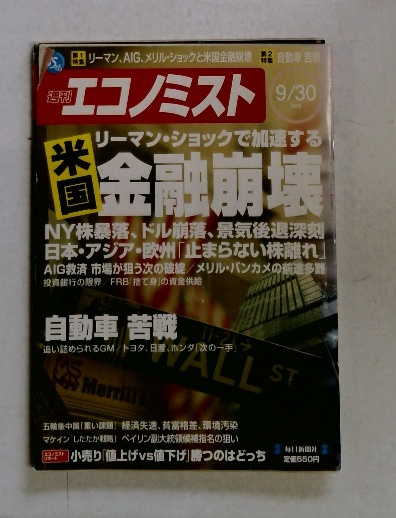 第1特集 リーマン、AIG、メリル・ショックと米国金融崩壊 第2特集 自動車 苦戦
週刊 エコノミスト 9/30
リーマン・ショックで加速する
米国 金融崩壊
NY株暴落、ドル崩落、景気後退深刻
日本・アジア・欧州「止まらない株離れ」
AIG救済 市場が狙う次の破綻/メリル・バンカメの前途多難
投資銀行の限界/FRB「捨て身」の資金供給
自動車 苦戦
追い詰められるGM/トヨタ、日産、ホンダ「次の一手」
WALL ST
Merrill
五輪後中国「重い課題」 経済失速、貧富格差、環境汚染
マケイン「したたか戦略」 ペイリン副大統領候補指名の狙い
エコノミストリポート 小売り「値上げvs値下げ」勝つのはどっち
毎日新聞社
定価550円